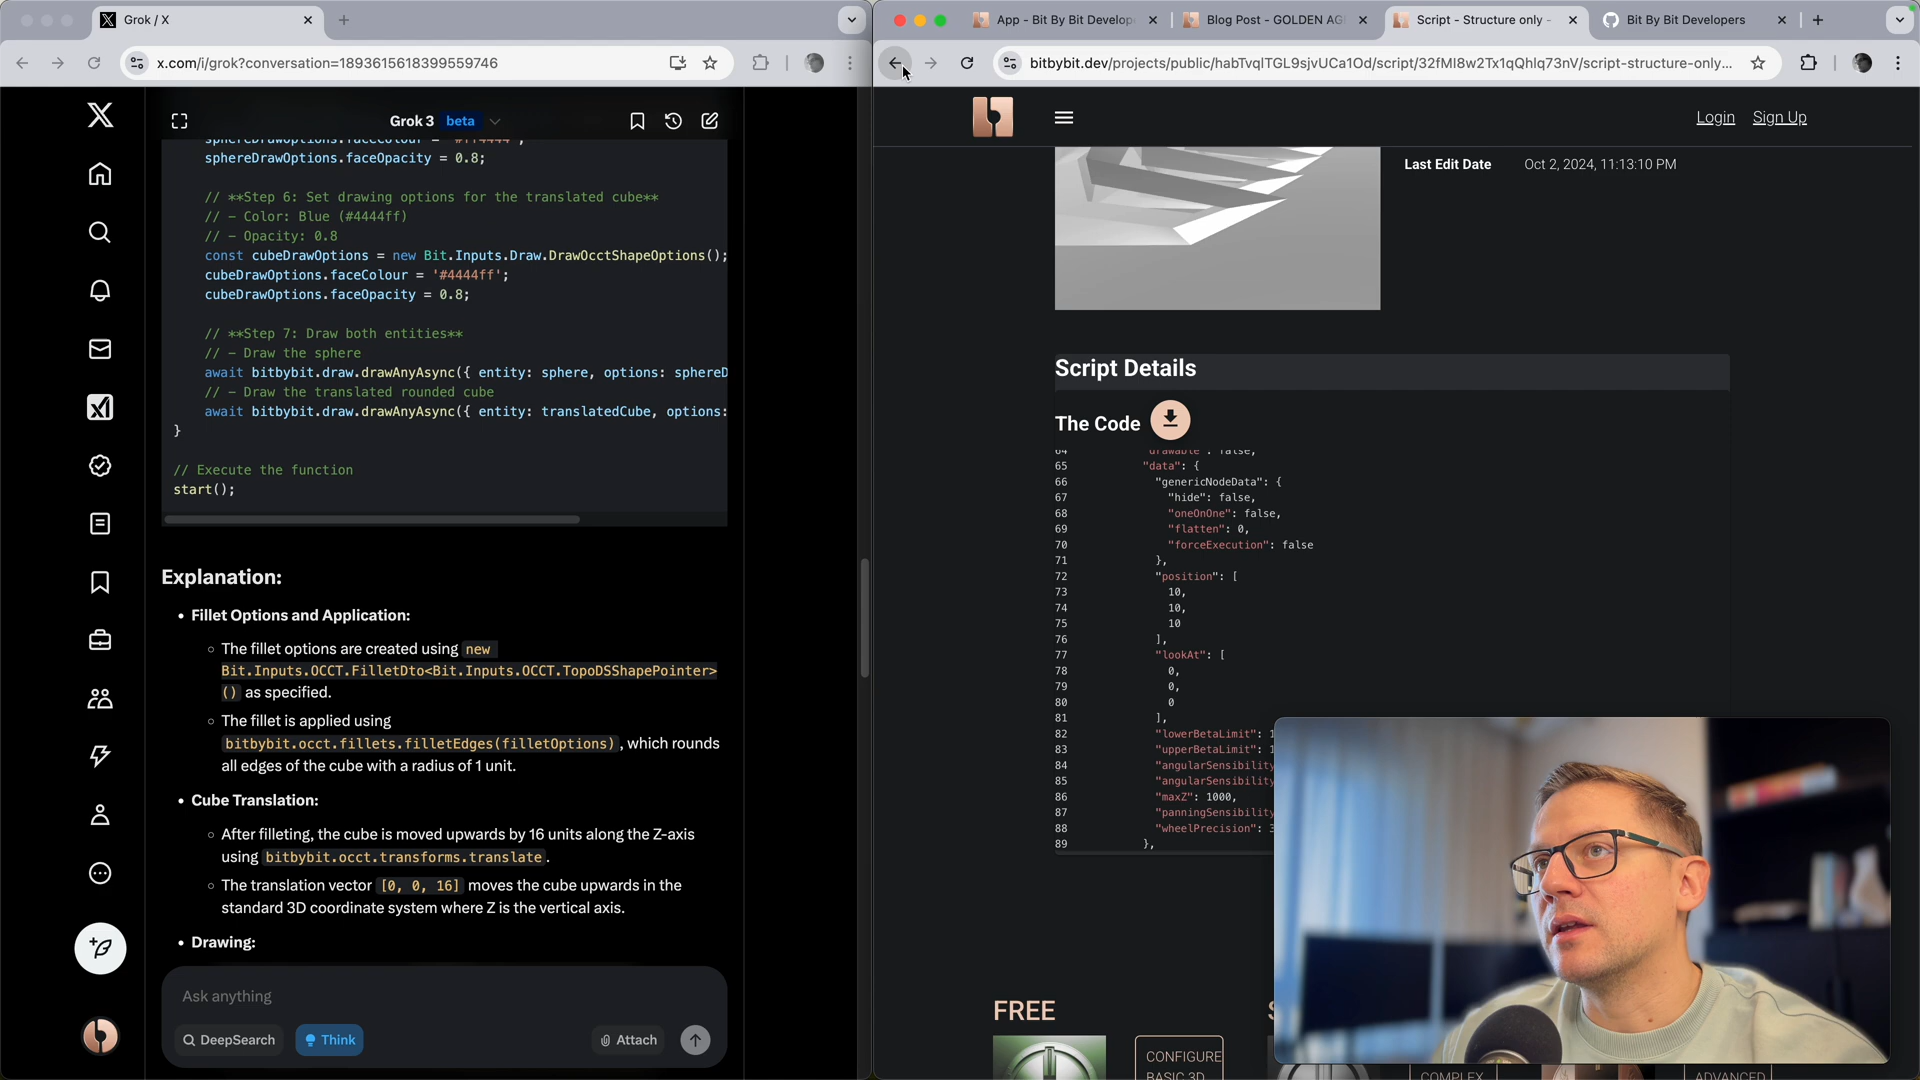 Grok / X
x.com/i/grok?conversation=1893615618399559746
Grok 3 beta
sphereDrawOptions.faceOpacity = 0.8;
// **Step 6: Set drawing options for the translated cube**
// - Color: Blue (#4444ff)
// - Opacity: 0.8
const cubeDrawOptions = new Bit.Inputs.Draw.DrawOcctShapeOptions();
cubeDrawOptions.faceColour = '#4444ff';
cubeDrawOptions.faceOpacity = 0.8;
// **Step 7: Draw both entities**
// - Draw the sphere
await bitbybit.draw.drawAnyAsync({ entity: sphere, options: sphereD
// - Draw the translated rounded cube
await bitbybit.draw.drawAnyAsync({ entity: translatedCube, options:
}
// Execute the function
start();
Explanation:
• Fillet Options and Application:
The fillet options are created using new
Bit.Inputs.OCCT.FilletDto<Bit.Inputs.OCCT.TopoDSShapePointer>
() as specified.
The fillet is applied using
bitbybit.occt.fillets.filletEdges(filletOptions), which rounds
all edges of the cube with a radius of 1 unit.
• Cube Translation:
After filleting, the cube is moved upwards by 16 units along the Z-axis
using bitbybit.occt.transforms.translate.
The translation vector [0, 0, 16] moves the cube upwards in the
standard 3D coordinate system where Z is the vertical axis.
• Drawing:
Ask anything
DeepSearch
Think
Attach
App - Bit By Bit Develope
Blog Post - GOLDEN AG
Script - Structure only -
Bit By Bit Developers
bitbybit.dev/projects/public/habTvqITGL9sjvUCa1Od/script/32fMl8w2Tx1qQhlq73nV/script-structure-only...
Login
Sign Up
Last Edit Date Oct 2, 2024, 11:13:10 PM
Script Details
The Code
64 "drawable": false,
65 "data": {
66 "genericNodeData": {
67 "hide": false,
68 "oneOnOne": false,
69 "flatten": 0,
70 "forceExecution": false
71 },
72 "position": [
73 10,
74 10,
75 10
76 ],
77 "lookAt": [
78 0,
79 0,
80 0
81 ],
82 "lowerBetaLimit": 1
83 "upperBetaLimit": 1
84 "angularSensibility
85 "angularSensibility
86 "maxZ": 1000,
87 "panningSensibility
88 "wheelPrecision": 3
89 },
FREE
CONFIGURE
BASIC 3D
COMPLEX
ADVANCED